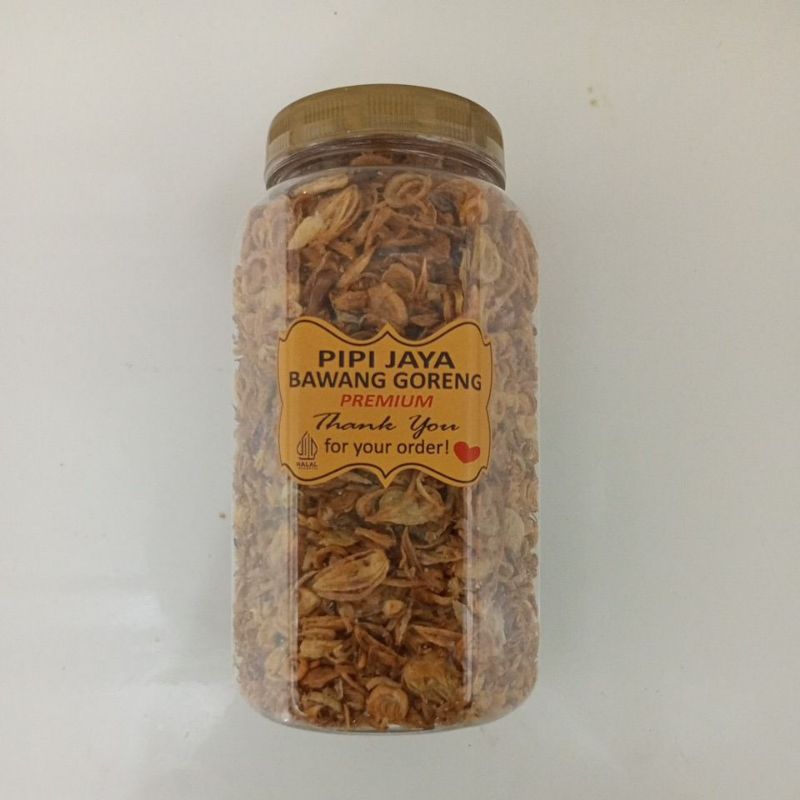 PIPI JAYA
BAWANG GORENG
PREMIUM
Thank You
for your order!
HALAL